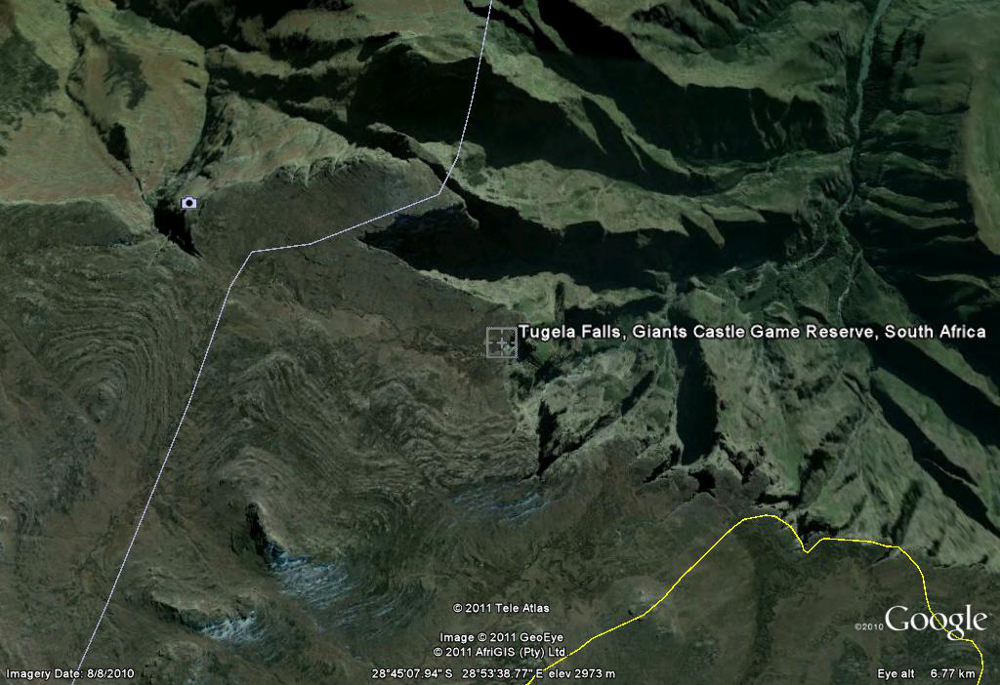 Tugela Falls, Giants Castle Game Reserve, South Africa
© 2011 Tele Atlas
Image © 2011 GeoEye
© 2011 AfriGIS (Pty) Ltd.
©2010 Google
Imagery Date: 8/8/2010 28°45'07.94" S 28°53'38.77" E elev 2973 m Eye alt 6.77 km